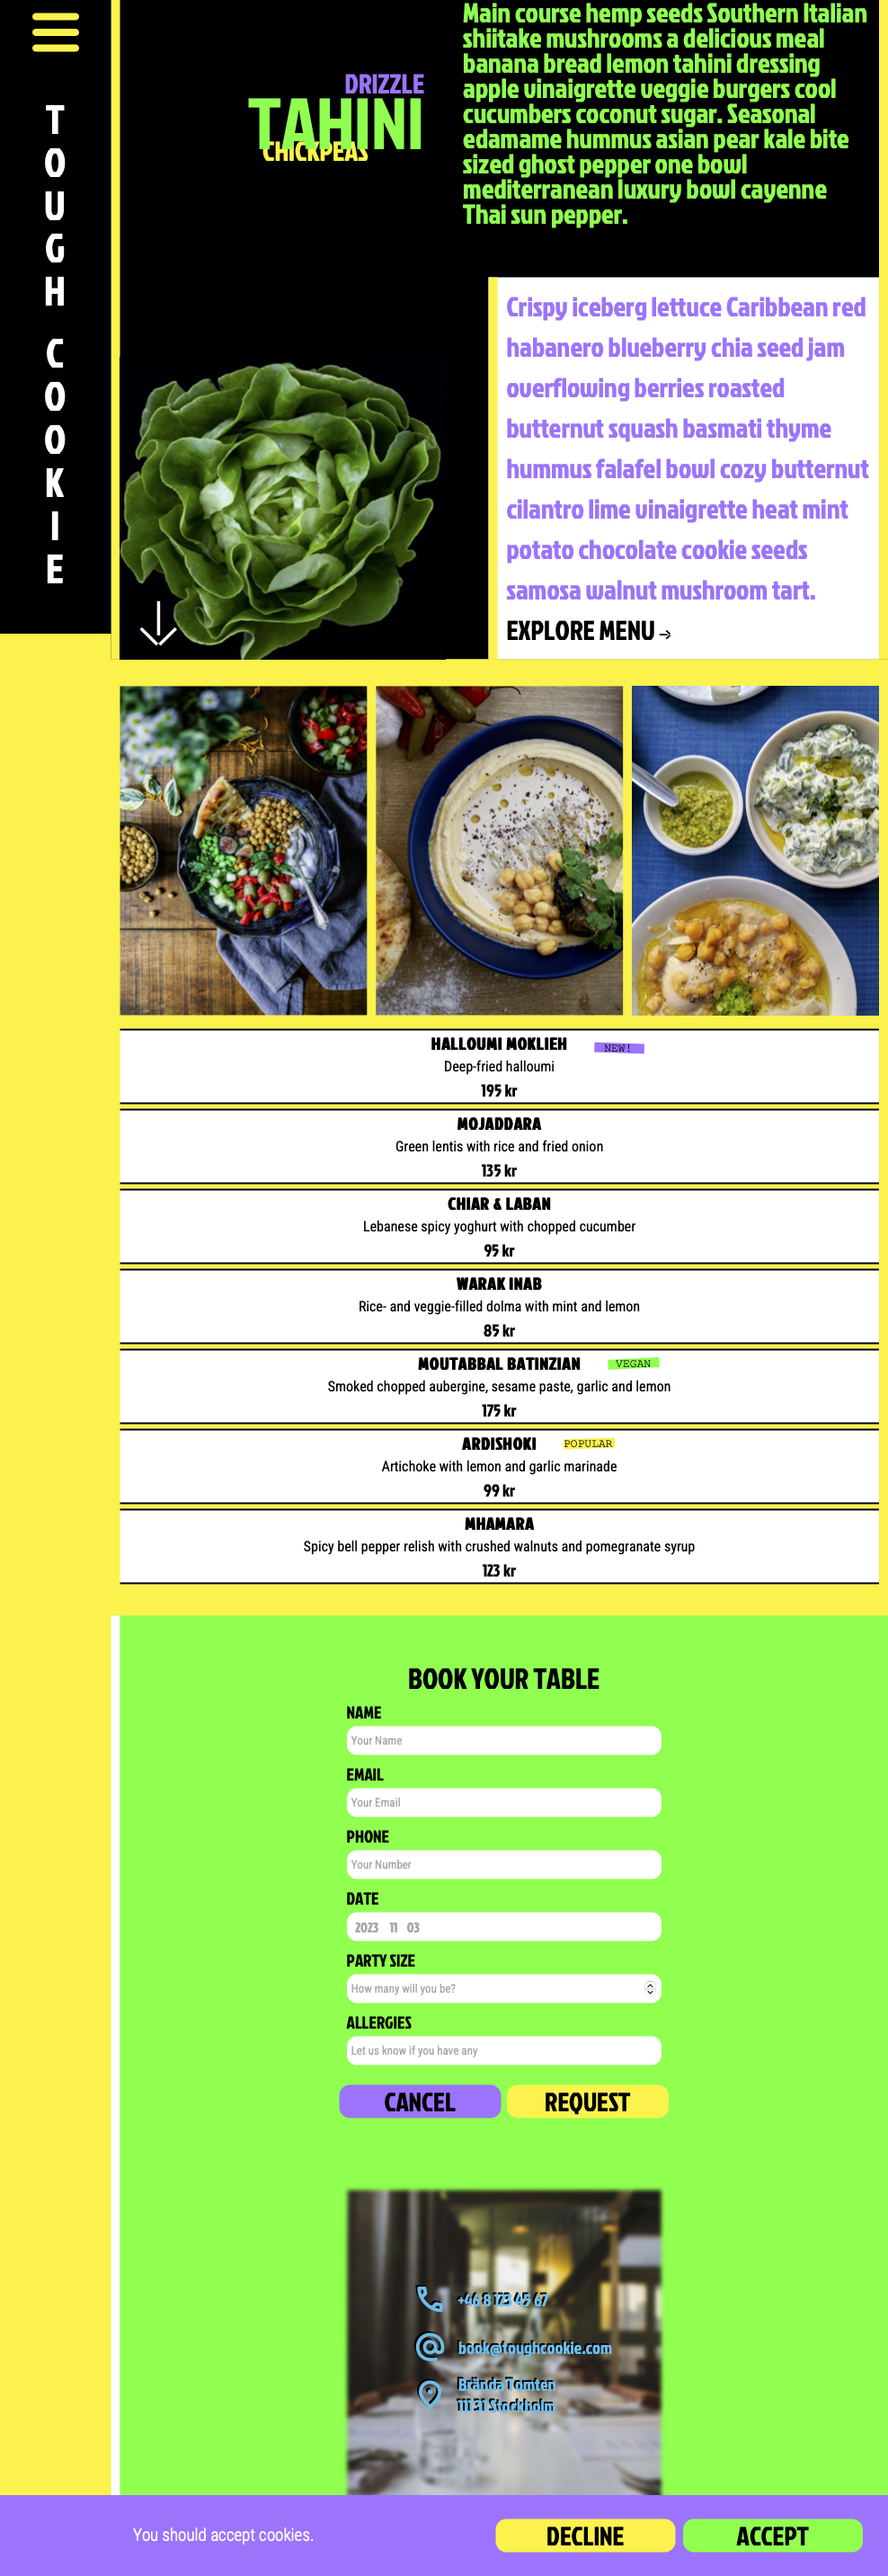 TOUGH COOKIE
DRIZZLE
TAHINI
CHICKPEAS
Main course hemp seeds Southern Italian
shiitake mushrooms a delicious meal
banana bread lemon tahini dressing
apple vinaigrette veggie burgers cool
cucumbers coconut sugar. Seasonal
edamame hummus asian pear kale bite
sized ghost pepper one bowl
mediterranean luxury bowl cayenne
Thai sun pepper.
Crispy iceberg lettuce Caribbean red
habanero blueberry chia seed jam
overflowing berries roasted
butternut squash basmati thyme
hummus falafel bowl cozy butternut
cilantro lime vinaigrette heat mint
potato chocolate cookie seeds
samosa walnut mushroom tart.
EXPLORE MENU →
HALLOUMI MOKLIEH NEW!
Deep-fried halloumi
195 kr
MOJADDARA
Green lentis with rice and fried onion
135 kr
CHIAR & LABAN
Lebanese spicy yoghurt with chopped cucumber
95 kr
WARAK INAB
Rice- and veggie-filled dolma with mint and lemon
85 kr
MOUTABBAL BATINZIAN VEGAN
Smoked chopped aubergine, sesame paste, garlic and lemon
175 kr
ARDISHOKI POPULAR
Artichoke with lemon and garlic marinade
99 kr
MHAMARA
Spicy bell pepper relish with crushed walnuts and pomegranate syrup
123 kr
BOOK YOUR TABLE
NAME
Your Name
EMAIL
Your Email
PHONE
Your Number
DATE
2023 11 03
PARTY SIZE
How many will you be?
ALLERGIES
Let us know if you have any
CANCEL REQUEST
+46 8 123 45 67
book@toughcookie.com
Brända Tomten
111 31 Stockholm
You should accept cookies.
DECLINE ACCEPT